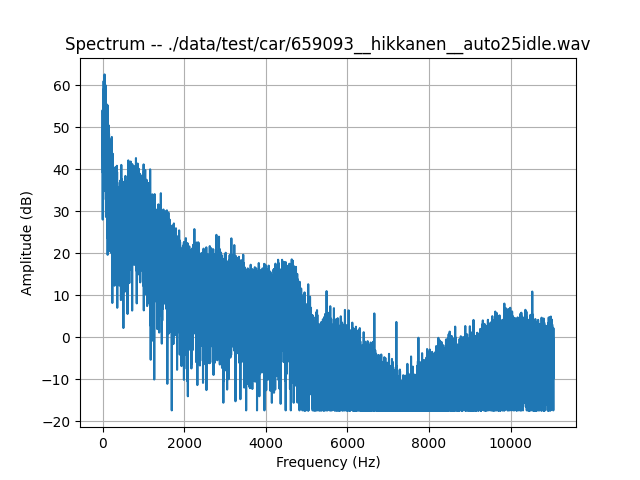 Spectrum -- ./data/test/car/659093__hikkanen__auto25idle.wav
60
50
40
30
20
10
0
−10
−20
Amplitude (dB)
0 2000 4000 6000 8000 10000
Frequency (Hz)